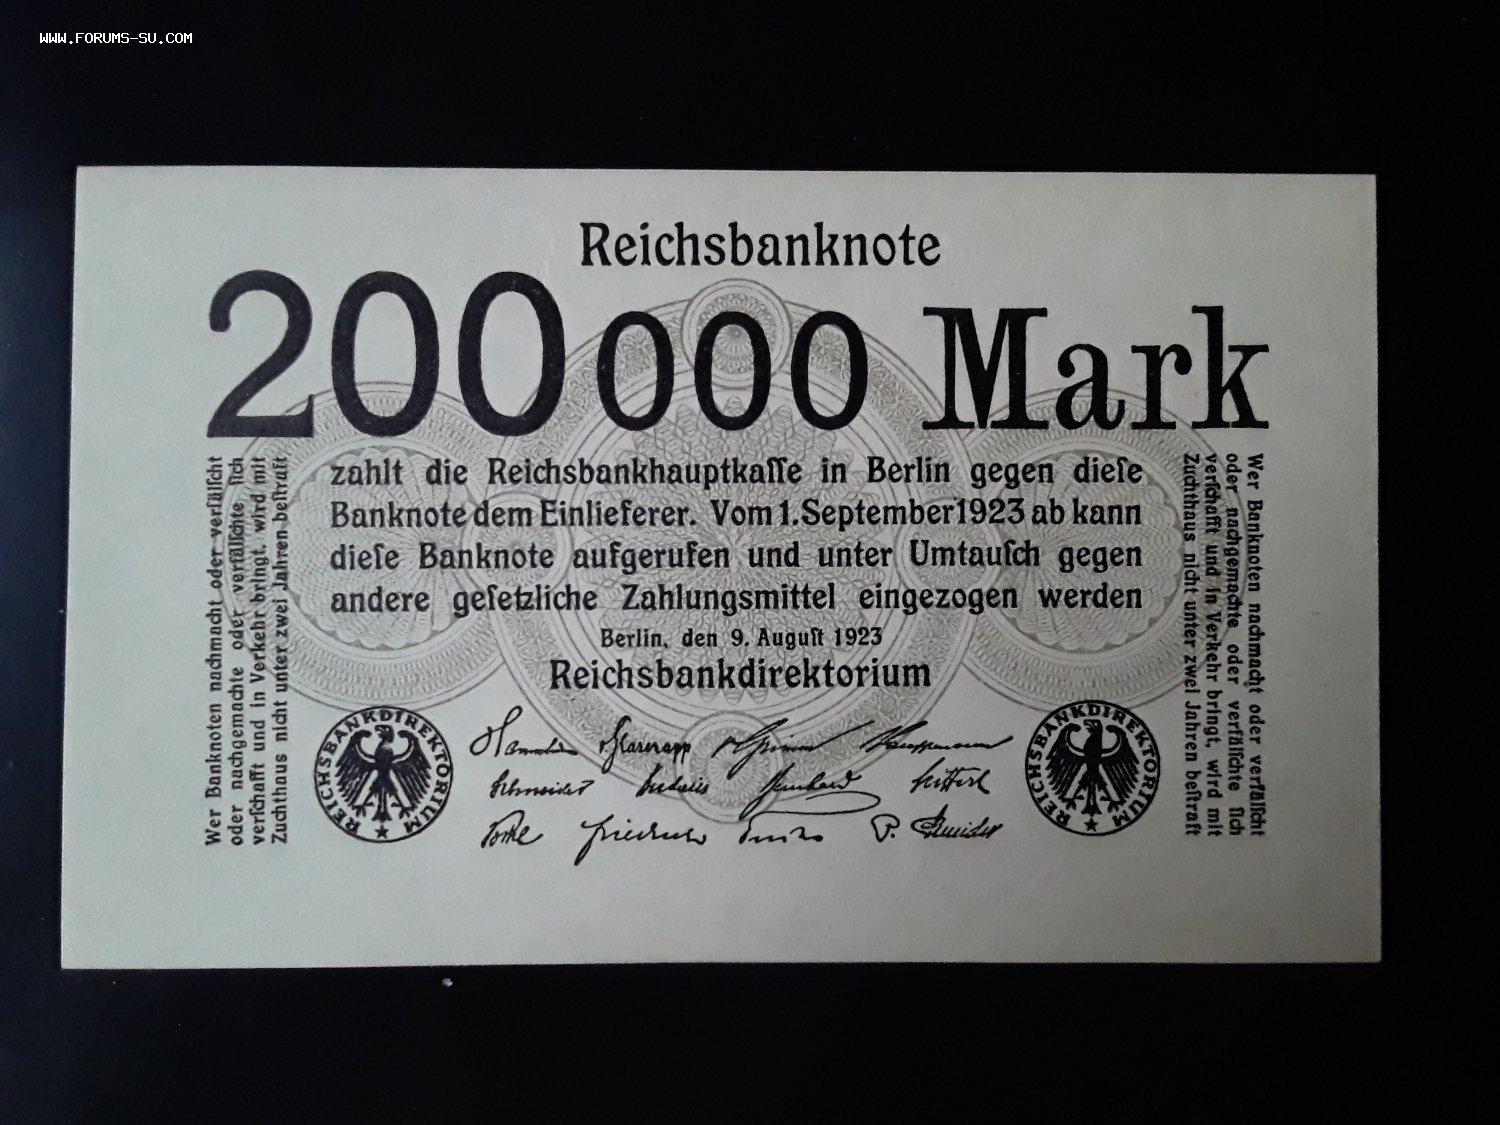 WWW.FORUMS-SU.COM
Reichsbanknote
200000 Mark
zahlt die Reichsbankhauptkaſſe in Berlin gegen dieſe
Banknote dem Einlieferer. Vom 1. September 1923 ab kann
dieſe Banknote aufgerufen und unter Umtauſch gegen
andere geſetzliche Zahlungsmittel eingezogen werden
Berlin, den 9. Auguſt 1923
Reichsbankdirektorium
Wer Banknoten nachmacht oder verfälſcht
oder nachgemachte oder verfälſchte ſich
verſchafft und in Verkehr bringt, wird mit
Zuchthaus nicht unter zwei Jahren beſtraft
Wer Banknoten nachmacht oder verfälſcht
oder nachgemachte oder verfälſchte ſich
verſchafft und in Verkehr bringt, wird mit
Zuchthaus nicht unter zwei Jahren beſtraft
REICHSBANKDIREKTORIUM
v. Grimm Kauffmann
Schneider
P. Schneider
REICHSBANKDIREKTORIUM